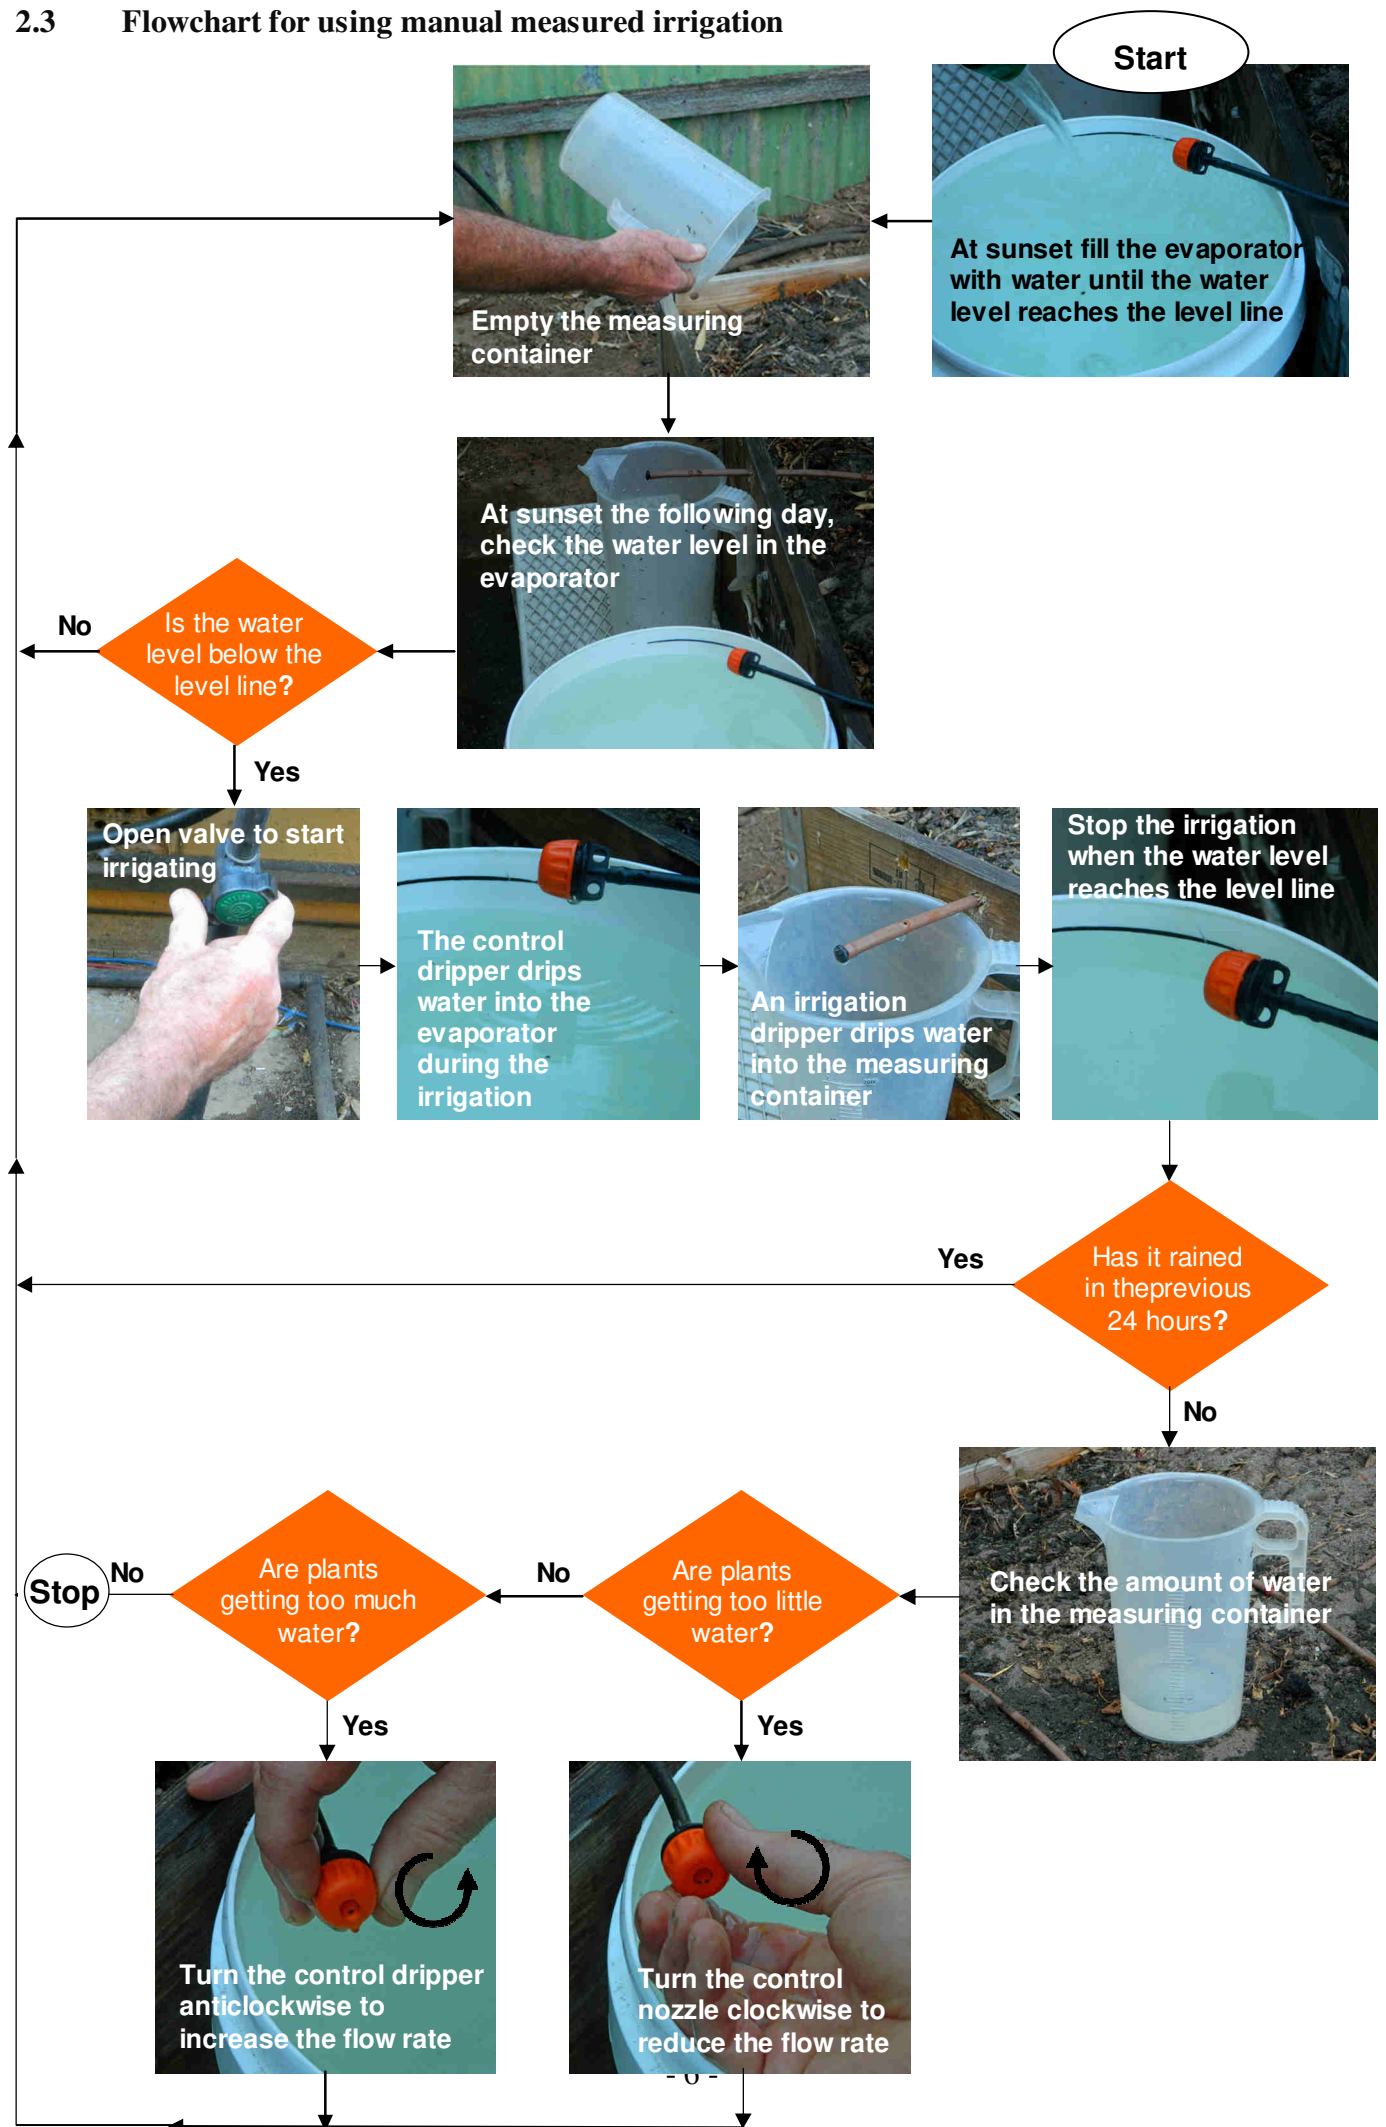 2.3 Flowchart for using manual measured irrigation
Start
At sunset fill the evaporator
with water until the water
level reaches the level line
Empty the measuring
container
At sunset the following day,
check the water level in the
evaporator
Is the water
level below the
level line?
No
Yes
Open valve to start
irrigating
The control
dripper drips
water into the
evaporator
during the
irrigation
An irrigation
dripper drips water
into the measuring
container
Stop the irrigation
when the water level
reaches the level line
Has it rained
in theprevious
24 hours?
Yes
No
Check the amount of water
in the measuring container
Are plants
getting too little
water?
No
Yes
Are plants
getting too much
water?
No
Yes
Stop
Turn the control dripper
anticlockwise to
increase the flow rate
Turn the control
nozzle clockwise to
reduce the flow rate
- 6 -